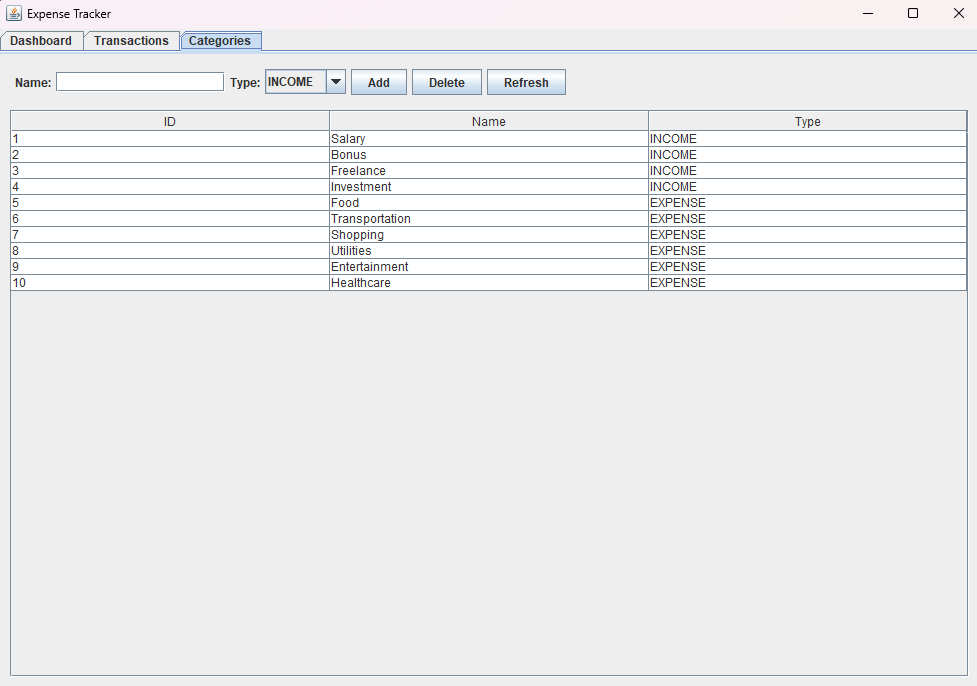 Expense Tracker
Dashboard Transactions Categories
Name: Type: INCOME Add Delete Refresh
ID Name Type
1 Salary INCOME
2 Bonus INCOME
3 Freelance INCOME
4 Investment INCOME
5 Food EXPENSE
6 Transportation EXPENSE
7 Shopping EXPENSE
8 Utilities EXPENSE
9 Entertainment EXPENSE
10 Healthcare EXPENSE